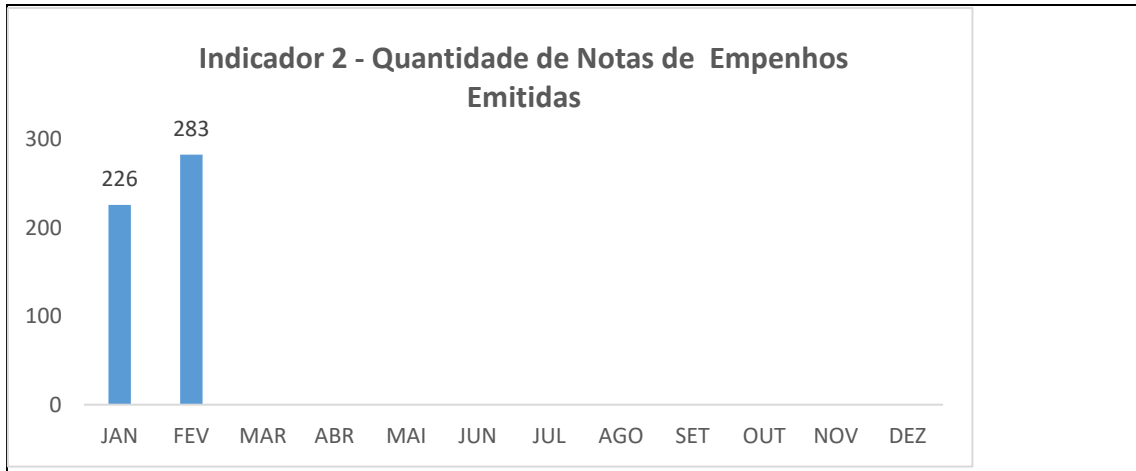 Indicador 2 - Quantidade de Notas de  Empenhos
Emitidas
300
283
226
200
100
0
JAN FEV MAR ABR MAI JUN JUL AGO SET OUT NOV DEZ